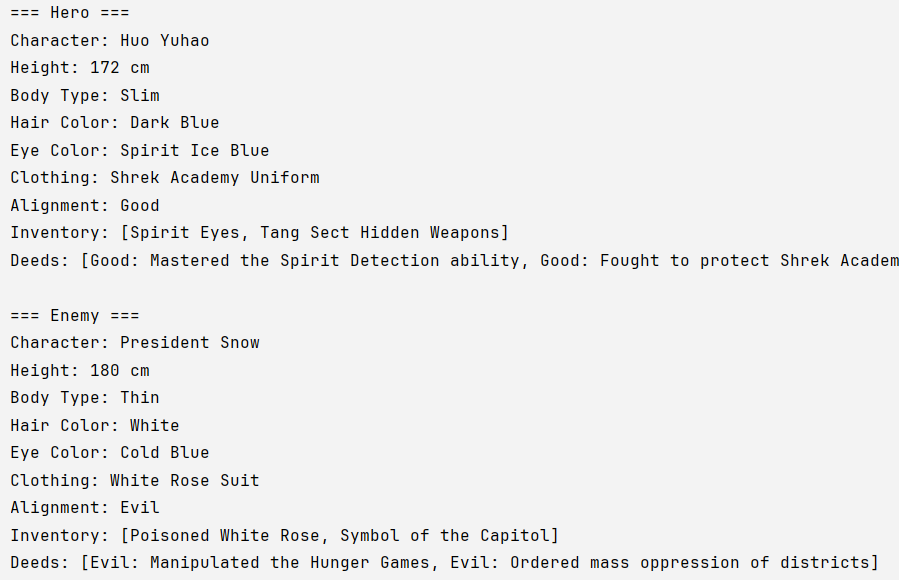 === Hero ===
Character: Huo Yuhao
Height: 172 cm
Body Type: Slim
Hair Color: Dark Blue
Eye Color: Spirit Ice Blue
Clothing: Shrek Academy Uniform
Alignment: Good
Inventory: [Spirit Eyes, Tang Sect Hidden Weapons]
Deeds: [Good: Mastered the Spirit Detection ability, Good: Fought to protect Shrek Academ
=== Enemy ===
Character: President Snow
Height: 180 cm
Body Type: Thin
Hair Color: White
Eye Color: Cold Blue
Clothing: White Rose Suit
Alignment: Evil
Inventory: [Poisoned White Rose, Symbol of the Capitol]
Deeds: [Evil: Manipulated the Hunger Games, Evil: Ordered mass oppression of districts]